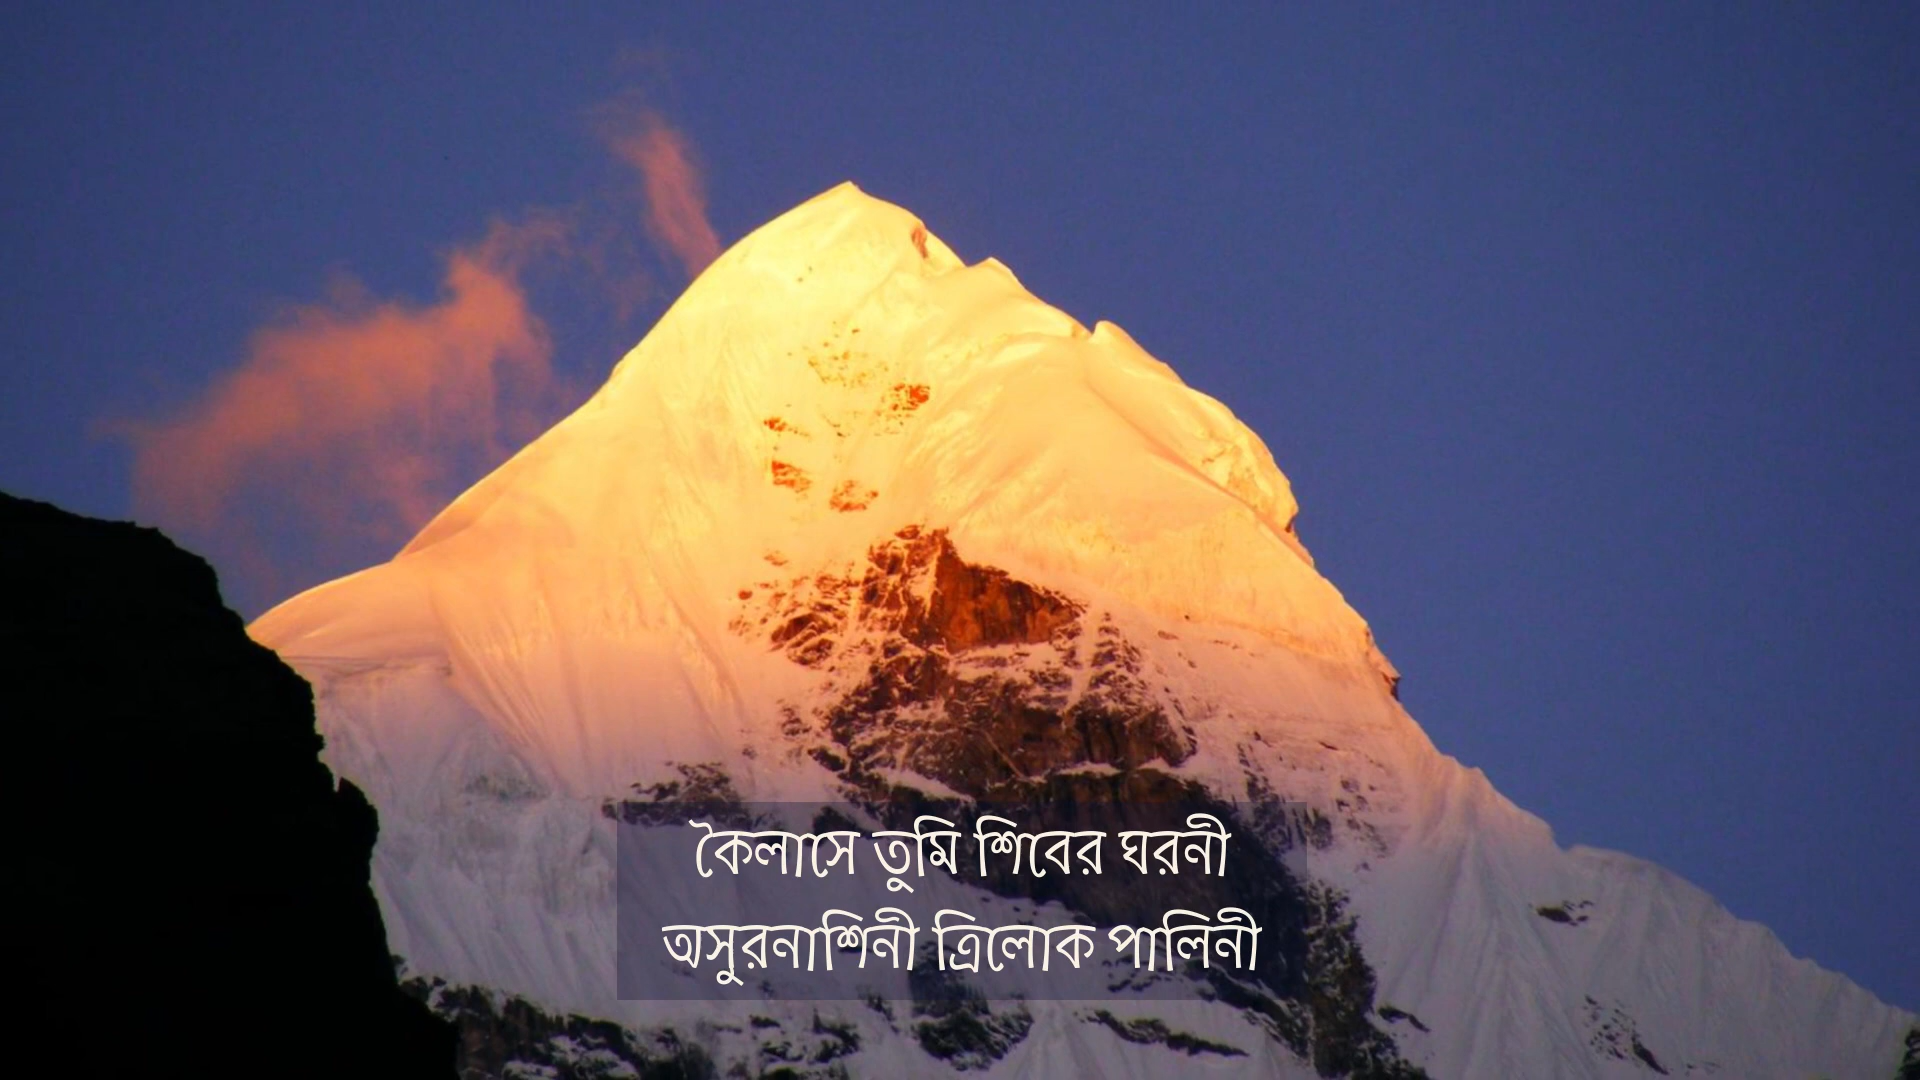 কৈলাসে তুমি শিবের ঘরনী
অসুরনাশিনী ত্রিলোক পালিনী